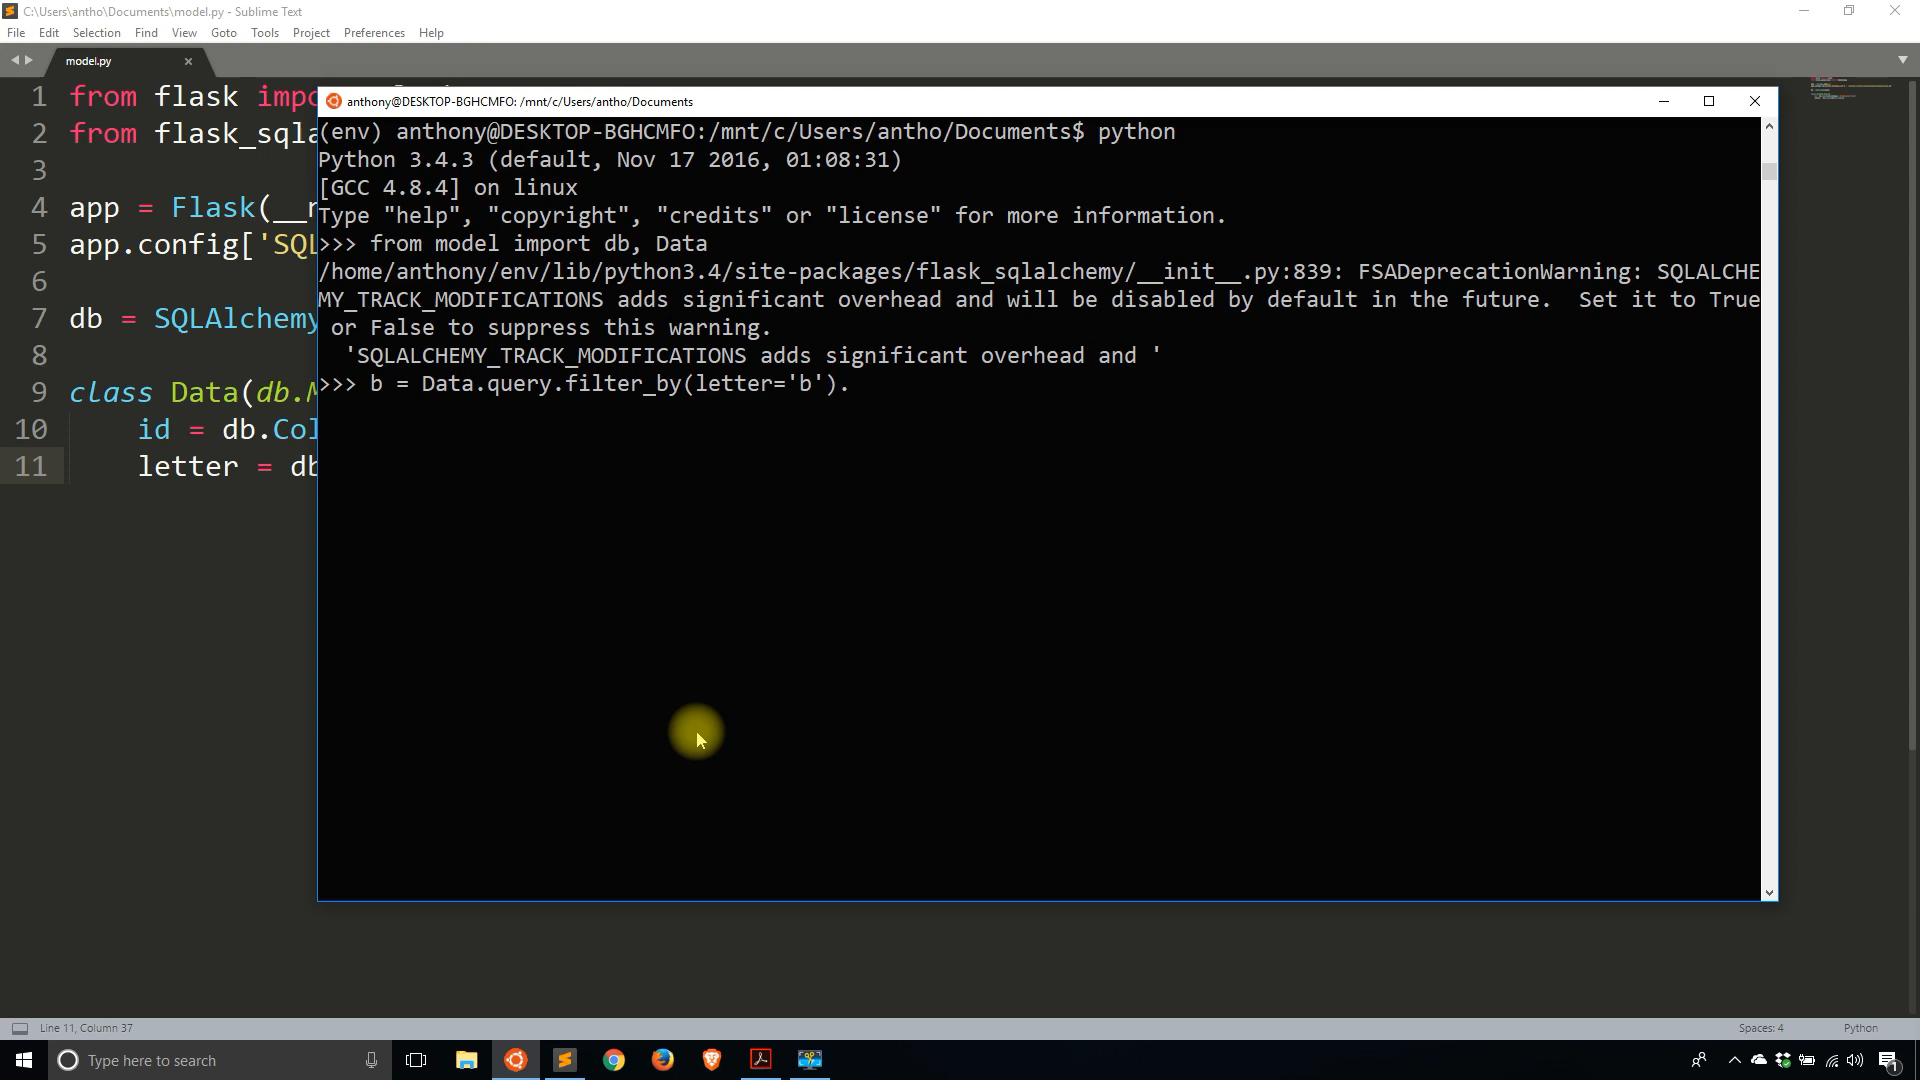 C:\Users\antho\Documents\model.py - Sublime Text
File Edit Selection Find View Goto Tools Project Preferences Help
model.py
1 from flask impo
2 from flask_sqla
3
4 app = Flask(__n
5 app.config['SQL
6
7 db = SQLAlchemy
8
9 class Data(db.M
10 id = db.Col
11 letter = db
anthony@DESKTOP-BGHCMFO: /mnt/c/Users/antho/Documents
(env) anthony@DESKTOP-BGHCMFO:/mnt/c/Users/antho/Documents$ python
Python 3.4.3 (default, Nov 17 2016, 01:08:31)
[GCC 4.8.4] on linux
Type "help", "copyright", "credits" or "license" for more information.
>>> from model import db, Data
/home/anthony/env/lib/python3.4/site-packages/flask_sqlalchemy/__init__.py:839: FSADeprecationWarning: SQLALCHE
MY_TRACK_MODIFICATIONS adds significant overhead and will be disabled by default in the future.  Set it to True
or False to suppress this warning.
'SQLALCHEMY_TRACK_MODIFICATIONS adds significant overhead and '
>>> b = Data.query.filter_by(letter='b').
Line 11, Column 37
Spaces: 4
Python
Type here to search
1